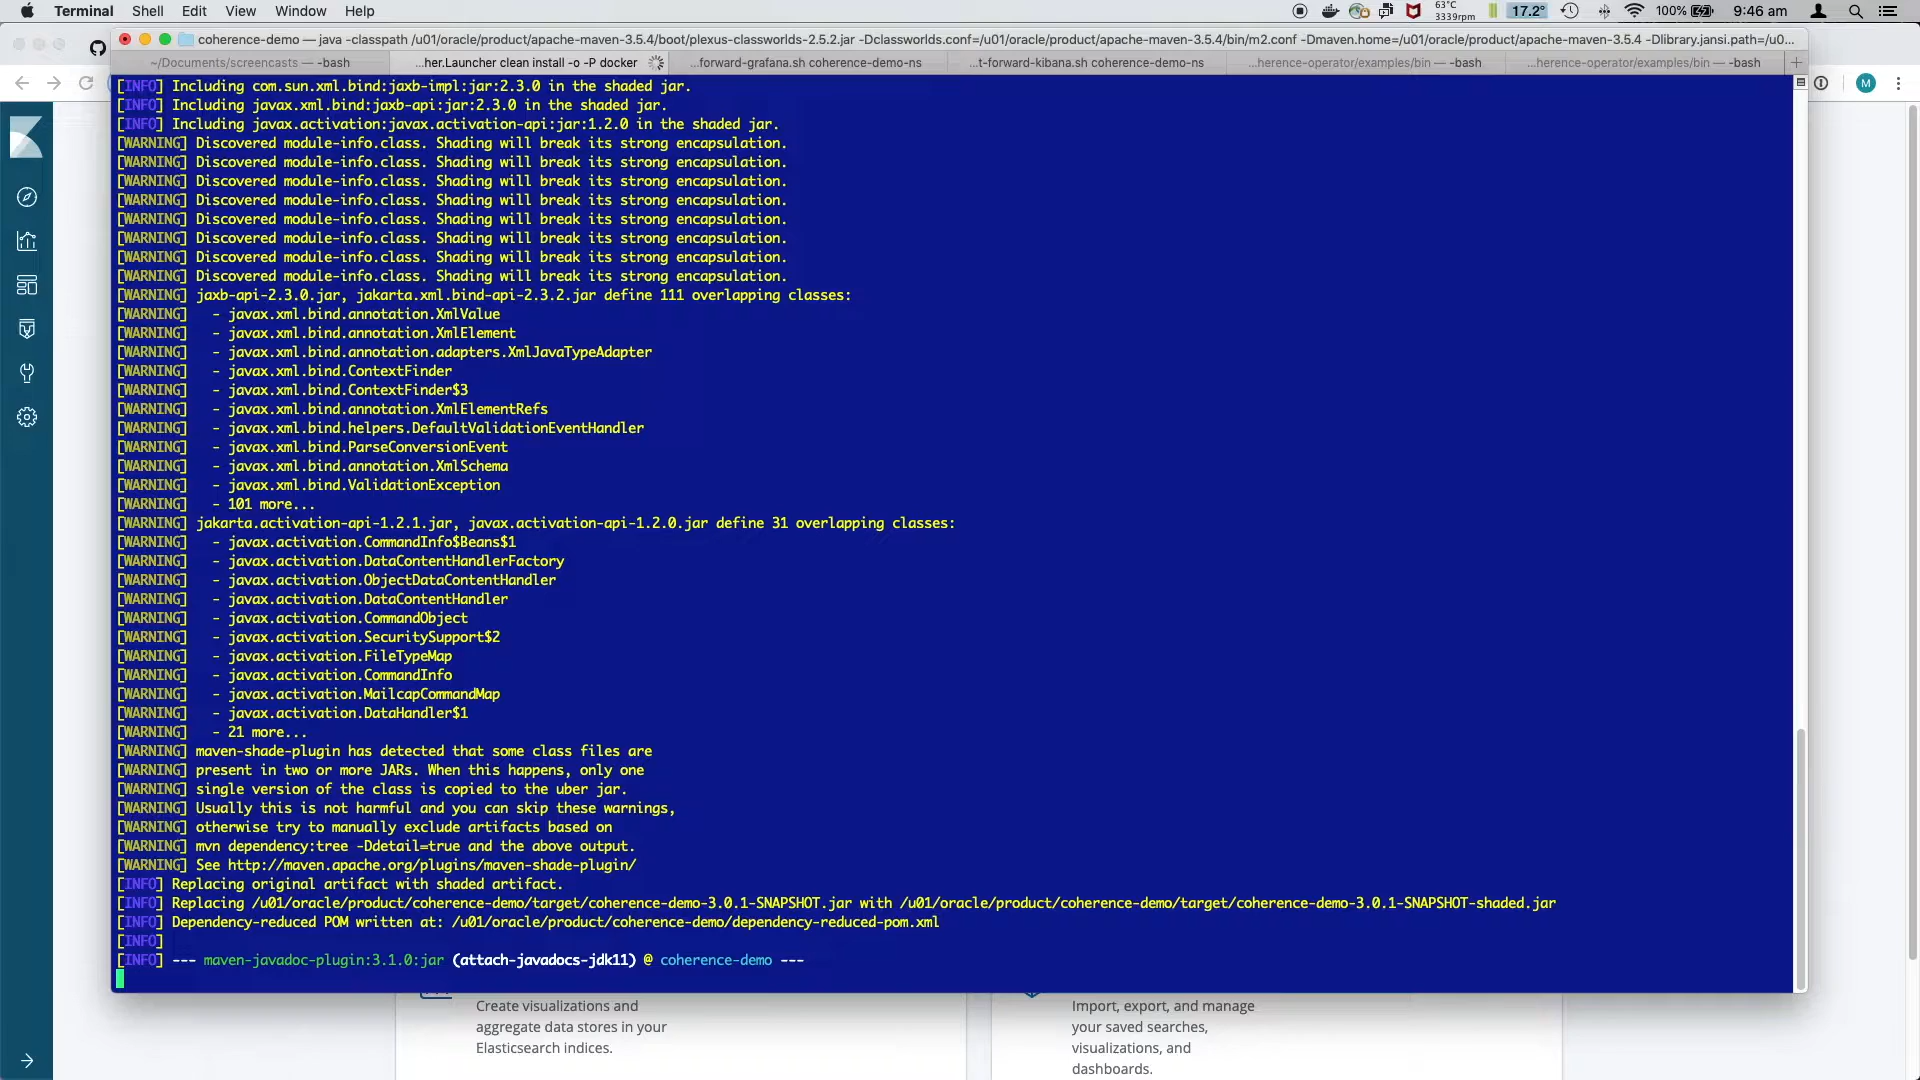 Terminal Shell Edit View Window Help 63°C 3339rpm 17.2° 100% 9:46 am
coherence-demo — java -classpath /u01/oracle/product/apache-maven-3.5.4/boot/plexus-classworlds-2.5.2.jar -Dclassworlds.conf=/u01/oracle/product/apache-maven-3.5.4/bin/m2.conf -Dmaven.home=/u01/oracle/product/apache-maven-3.5.4 -Dlibrary.jansi.path=/u0...
~/Documents/screencasts — -bash ...her.Launcher clean install -o -P docker ...forward-grafana.sh coherence-demo-ns ...t-forward-kibana.sh coherence-demo-ns ...herence-operator/examples/bin — -bash ...herence-operator/examples/bin — -bash +
M
[INFO] Including com.sun.xml.bind:jaxb-impl:jar:2.3.0 in the shaded jar.
[INFO] Including javax.xml.bind:jaxb-api:jar:2.3.0 in the shaded jar.
[INFO] Including javax.activation:javax.activation-api:jar:1.2.0 in the shaded jar.
[WARNING] Discovered module-info.class. Shading will break its strong encapsulation.
[WARNING] Discovered module-info.class. Shading will break its strong encapsulation.
[WARNING] Discovered module-info.class. Shading will break its strong encapsulation.
[WARNING] Discovered module-info.class. Shading will break its strong encapsulation.
[WARNING] Discovered module-info.class. Shading will break its strong encapsulation.
[WARNING] Discovered module-info.class. Shading will break its strong encapsulation.
[WARNING] Discovered module-info.class. Shading will break its strong encapsulation.
[WARNING] Discovered module-info.class. Shading will break its strong encapsulation.
[WARNING] jaxb-api-2.3.0.jar, jakarta.xml.bind-api-2.3.2.jar define 111 overlapping classes:
[WARNING]   - javax.xml.bind.annotation.XmlValue
[WARNING]   - javax.xml.bind.annotation.XmlElement
[WARNING]   - javax.xml.bind.annotation.adapters.XmlJavaTypeAdapter
[WARNING]   - javax.xml.bind.ContextFinder
[WARNING]   - javax.xml.bind.ContextFinder$3
[WARNING]   - javax.xml.bind.annotation.XmlElementRefs
[WARNING]   - javax.xml.bind.helpers.DefaultValidationEventHandler
[WARNING]   - javax.xml.bind.ParseConversionEvent
[WARNING]   - javax.xml.bind.annotation.XmlSchema
[WARNING]   - javax.xml.bind.ValidationException
[WARNING]   - 101 more...
[WARNING] jakarta.activation-api-1.2.1.jar, javax.activation-api-1.2.0.jar define 31 overlapping classes:
[WARNING]   - javax.activation.CommandInfo$Beans$1
[WARNING]   - javax.activation.DataContentHandlerFactory
[WARNING]   - javax.activation.ObjectDataContentHandler
[WARNING]   - javax.activation.DataContentHandler
[WARNING]   - javax.activation.CommandObject
[WARNING]   - javax.activation.SecuritySupport$2
[WARNING]   - javax.activation.FileTypeMap
[WARNING]   - javax.activation.CommandInfo
[WARNING]   - javax.activation.MailcapCommandMap
[WARNING]   - javax.activation.DataHandler$1
[WARNING]   - 21 more...
[WARNING] maven-shade-plugin has detected that some class files are
[WARNING] present in two or more JARs. When this happens, only one
[WARNING] single version of the class is copied to the uber jar.
[WARNING] Usually this is not harmful and you can skip these warnings,
[WARNING] otherwise try to manually exclude artifacts based on
[WARNING] mvn dependency:tree -Ddetail=true and the above output.
[WARNING] See http://maven.apache.org/plugins/maven-shade-plugin/
[INFO] Replacing original artifact with shaded artifact.
[INFO] Replacing /u01/oracle/product/coherence-demo/target/coherence-demo-3.0.1-SNAPSHOT.jar with /u01/oracle/product/coherence-demo/target/coherence-demo-3.0.1-SNAPSHOT-shaded.jar
[INFO] Dependency-reduced POM written at: /u01/oracle/product/coherence-demo/dependency-reduced-pom.xml
[INFO]
[INFO] --- maven-javadoc-plugin:3.1.0:jar (attach-javadocs-jdk11) @ coherence-demo ---
Create visualizations and
aggregate data stores in your
Elasticsearch indices.
Import, export, and manage
your saved searches,
visualizations, and
dashboards.